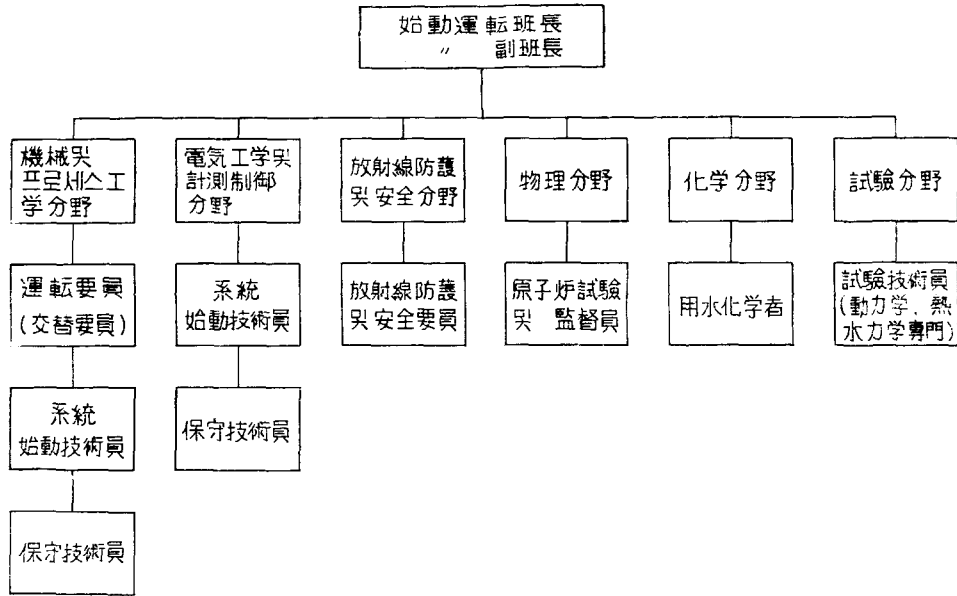 始動運転班長
〃 副班長
機械및
프로세스工
学分野
電気工学및
計測制御
分野
放射線防護
및 安全分野
物理分野
化学分野
試験分野
運転要員
(交替要員)
系統
始動技術員
放射線防護
및 安全要員
原子炉試験
및 監督員
用水化学者
試験技術員
(動力学, 熱
水力学専門)
系統
始動技術員
保守技術員
保守技術員